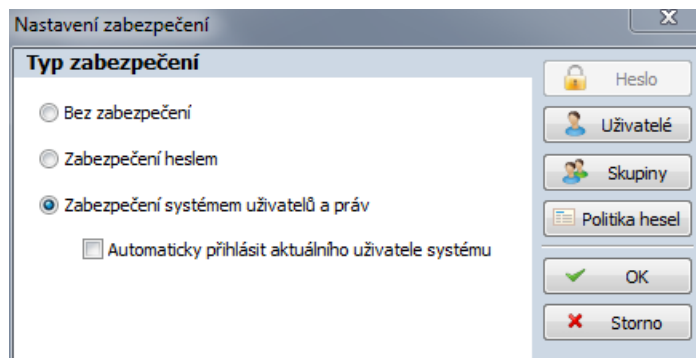 Nastavení zabezpečení
Typ zabezpečení
Bez zabezpečení
Zabezpečení heslem
Zabezpečení systémem uživatelů a práv
Automaticky přihlásit aktuálního uživatele systému
Heslo
Uživatelé
Skupiny
Politika hesel
OK
Storno